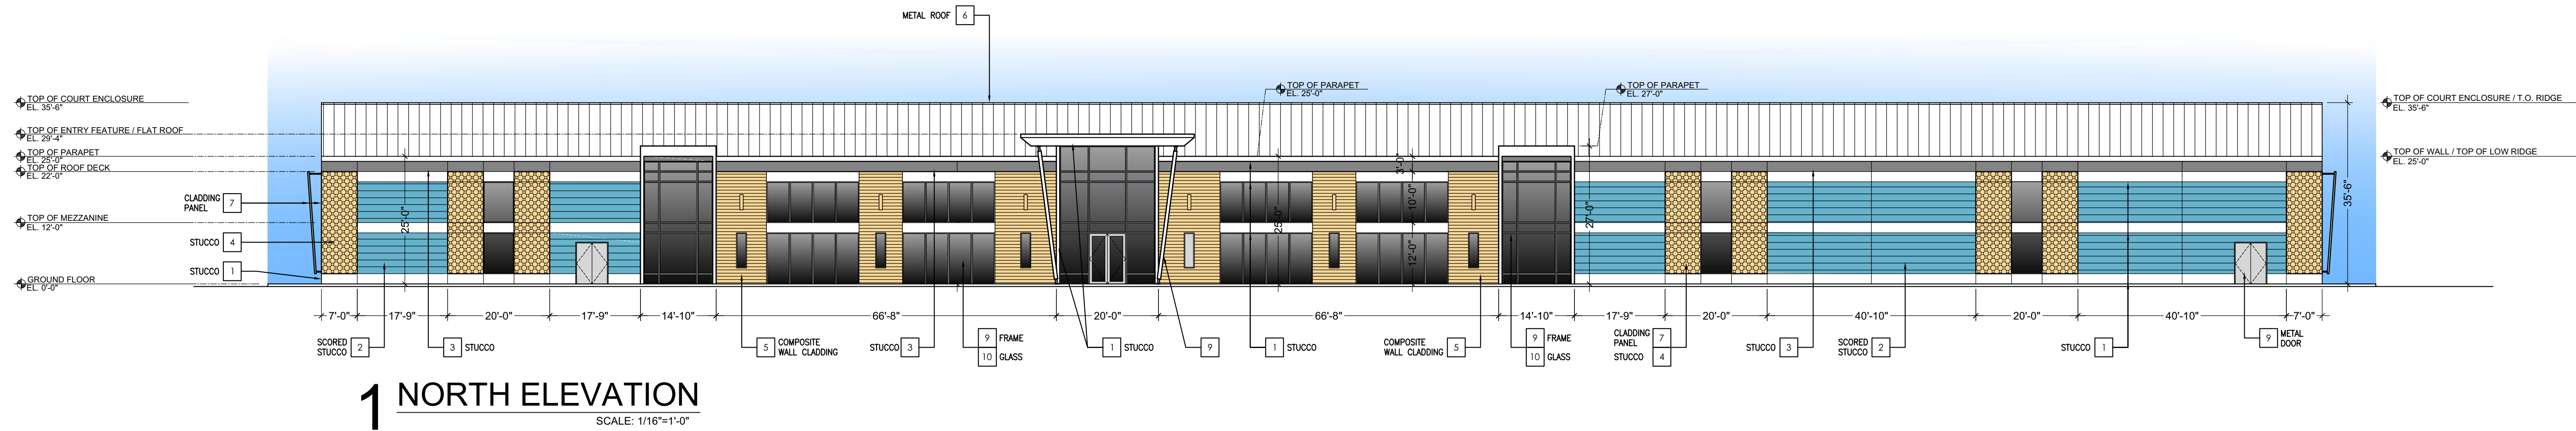 METAL ROOF 6
TOP OF PARAPET
EL. 25'-0"
TOP OF PARAPET
EL. 27'-0"
TOP OF COURT ENCLOSURE
EL. 35'-6"
TOP OF ENTRY FEATURE / FLAT ROOF
EL. 29'-4"
TOP OF PARAPET
EL. 25'-0"
TOP OF ROOF DECK
EL. 22'-0"
CLADDING
PANEL 7
TOP OF MEZZANINE
EL. 12'-0"
STUCCO 4
STUCCO 1
GROUND FLOOR
EL. 0'-0"
TOP OF COURT ENCLOSURE / T.O. RIDGE
EL. 35'-6"
TOP OF WALL / TOP OF LOW RIDGE
EL. 25'-0"
25'-0"
25'-0"
3'-0"
10'-0"
12'-0"
27'-0"
35'-6"
7'-0" 17'-9" 20'-0" 17'-9" 14'-10" 66'-8" 20'-0" 66'-8" 14'-10" 17'-9" 20'-0" 40'-10" 20'-0" 40'-10" 7'-0"
SCORED
STUCCO 2
3 STUCCO
5 COMPOSITE
WALL CLADDING
STUCCO 3
9 FRAME
10 GLASS
1 STUCCO
9
1 STUCCO
COMPOSITE
WALL CLADDING 5
9 FRAME
10 GLASS
CLADDING
PANEL 7
STUCCO 4
STUCCO 3
SCORED
STUCCO 2
STUCCO 1
9 METAL
DOOR
1 NORTH ELEVATION
SCALE: 1/16"=1'-0"